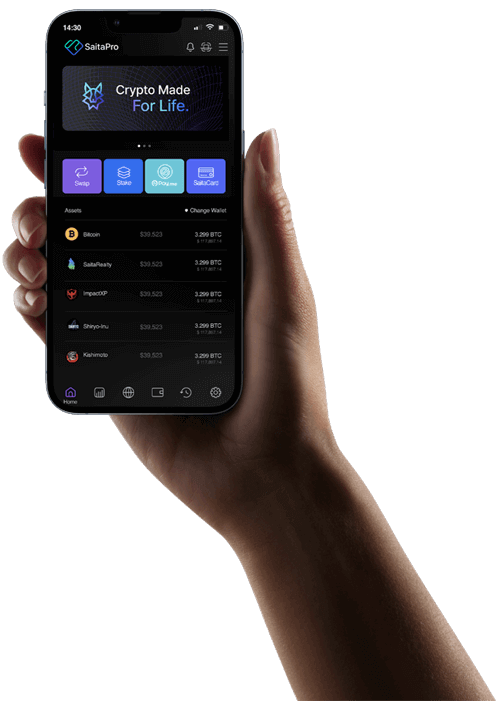 14:30
SaitaPro
Crypto Made
For Life.
Swap
Stake
SaitaCard
Assets
Change Wallet
Bitcoin
$39,523
3.299 BTC
SaitaRealty
$39,523
3.299 BTC
ImpactXP
$39,523
3.299 BTC
Shiryo-Inu
$39,523
3.299 BTC
Kishimoto
$39,523
3.299 BTC
Home